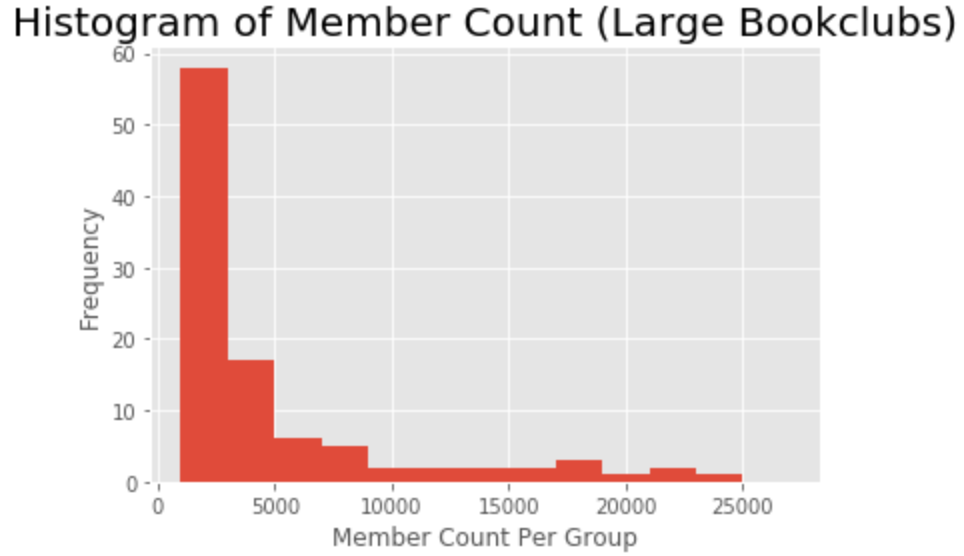 Histogram of Member Count (Large Bookclubs)
60
50
40
30
20
10
0
Frequency
0 5000 10000 15000 20000 25000
Member Count Per Group